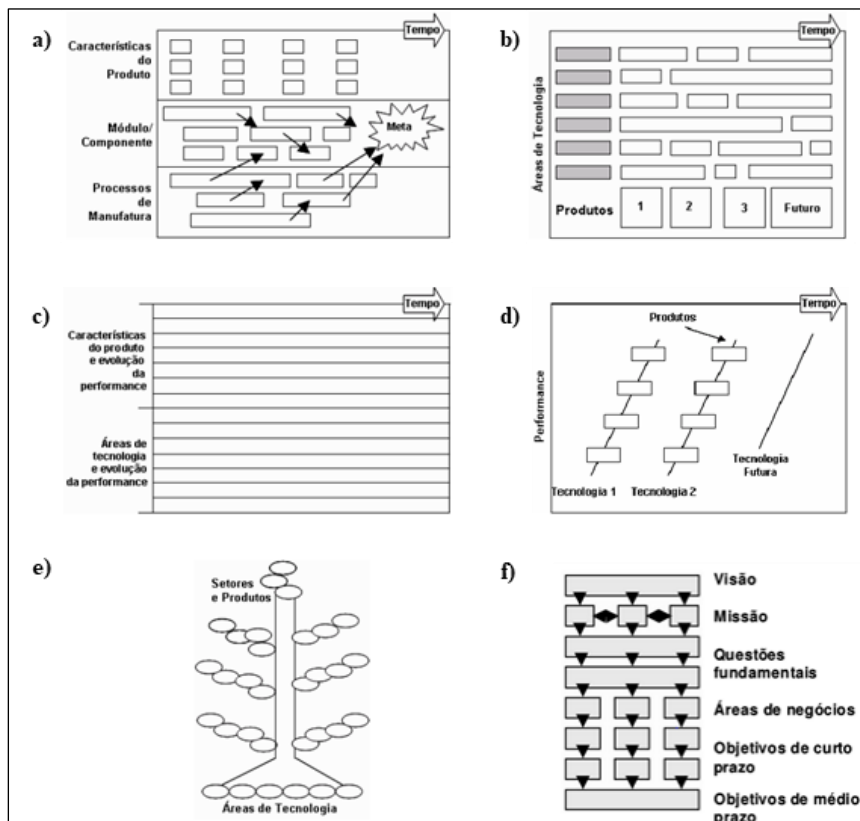 a)
Tempo
Características
do
Produto
Módulo/
Componente
Meta
Processos
de
Manufatura
b)
Tempo
Áreas de Tecnologia
Produtos
1
2
3
Futuro
c)
Tempo
Características
do produto
e evolução
da
performance
Áreas de
tecnologia
e evolução
da performance
d)
Tempo
Produtos
Performance
Tecnologia
Futura
Tecnologia 1
Tecnologia 2
e)
Setores
e Produtos
Áreas de Tecnologia
f)
Visão
Missão
Questões
fundamentais
Áreas de negócios
Objetivos de curto
prazo
Objetivos de médio
prazo